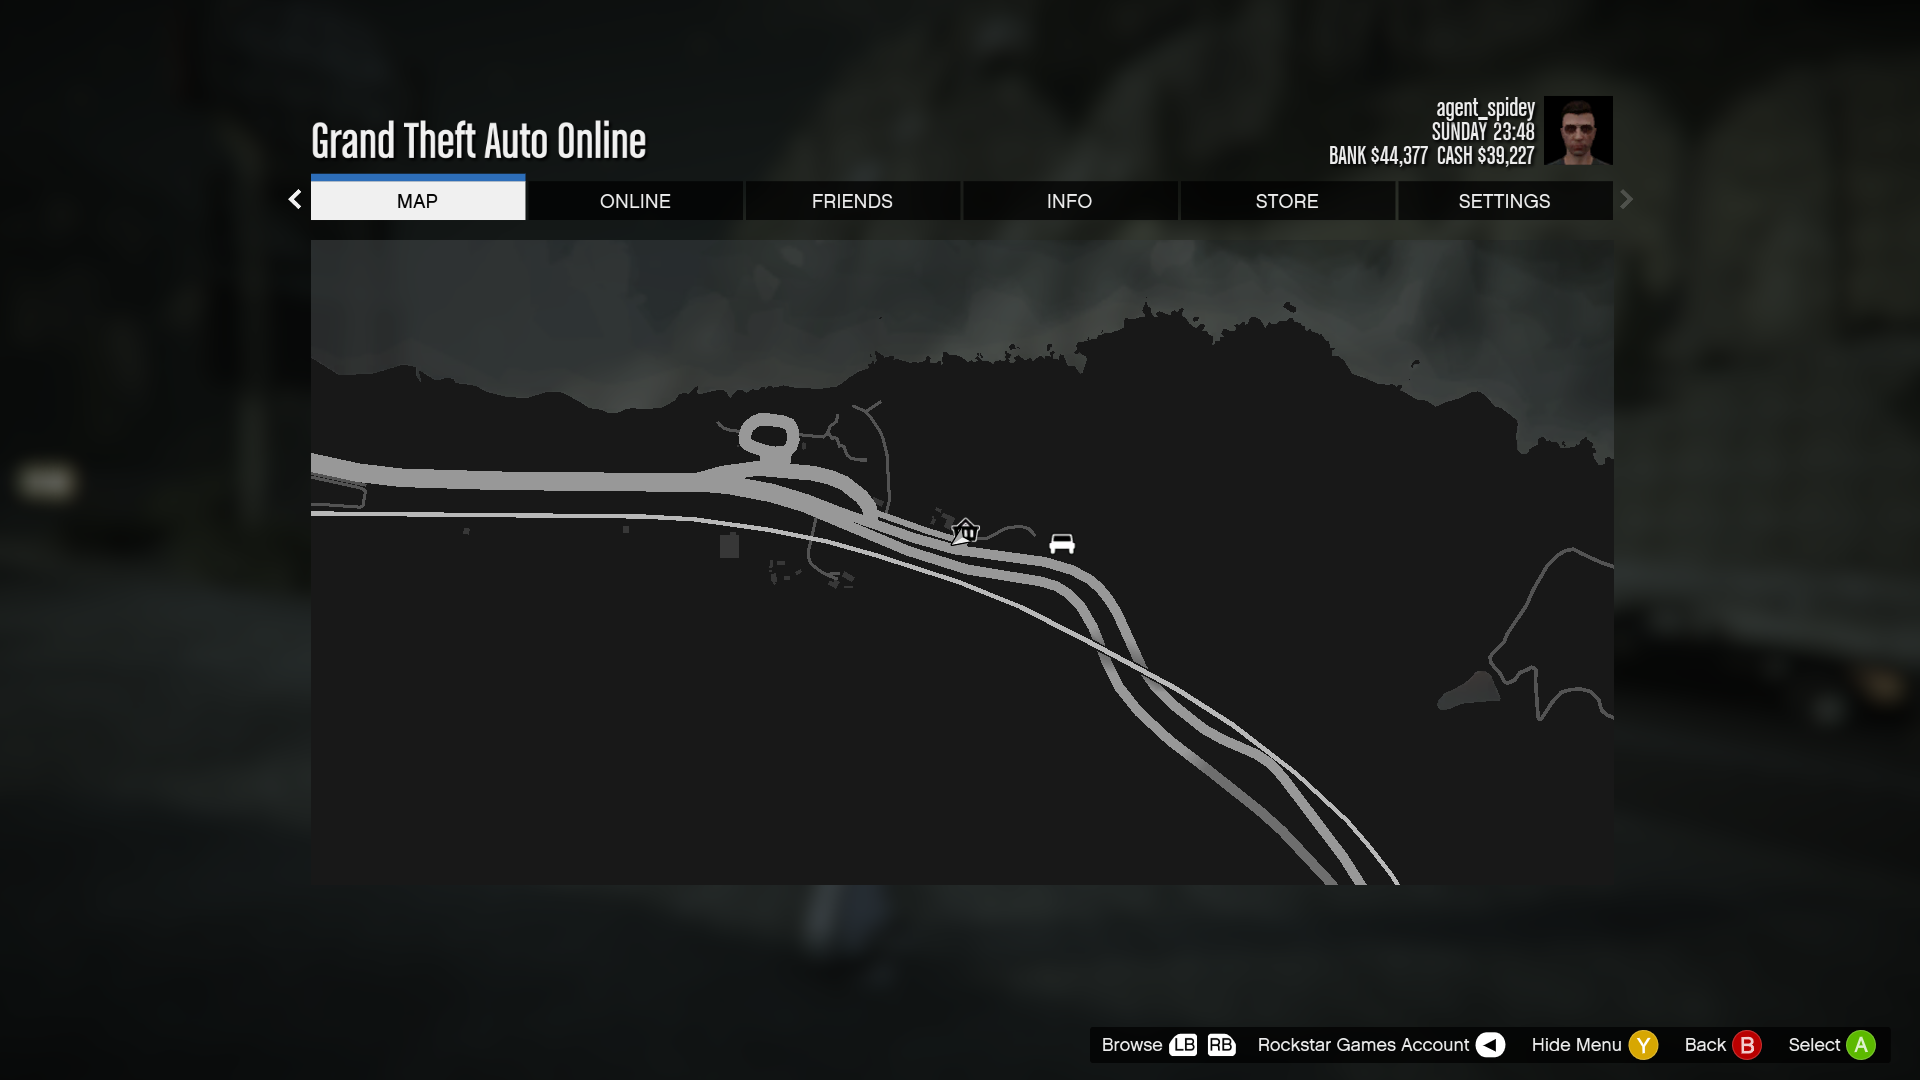 Grand Theft Auto Online
agent_spidey
SUNDAY 23:48
BANK $44,377 CASH $39,227
MAP ONLINE FRIENDS INFO STORE SETTINGS
Browse LB RB Rockstar Games Account Hide Menu Y Back B Select A